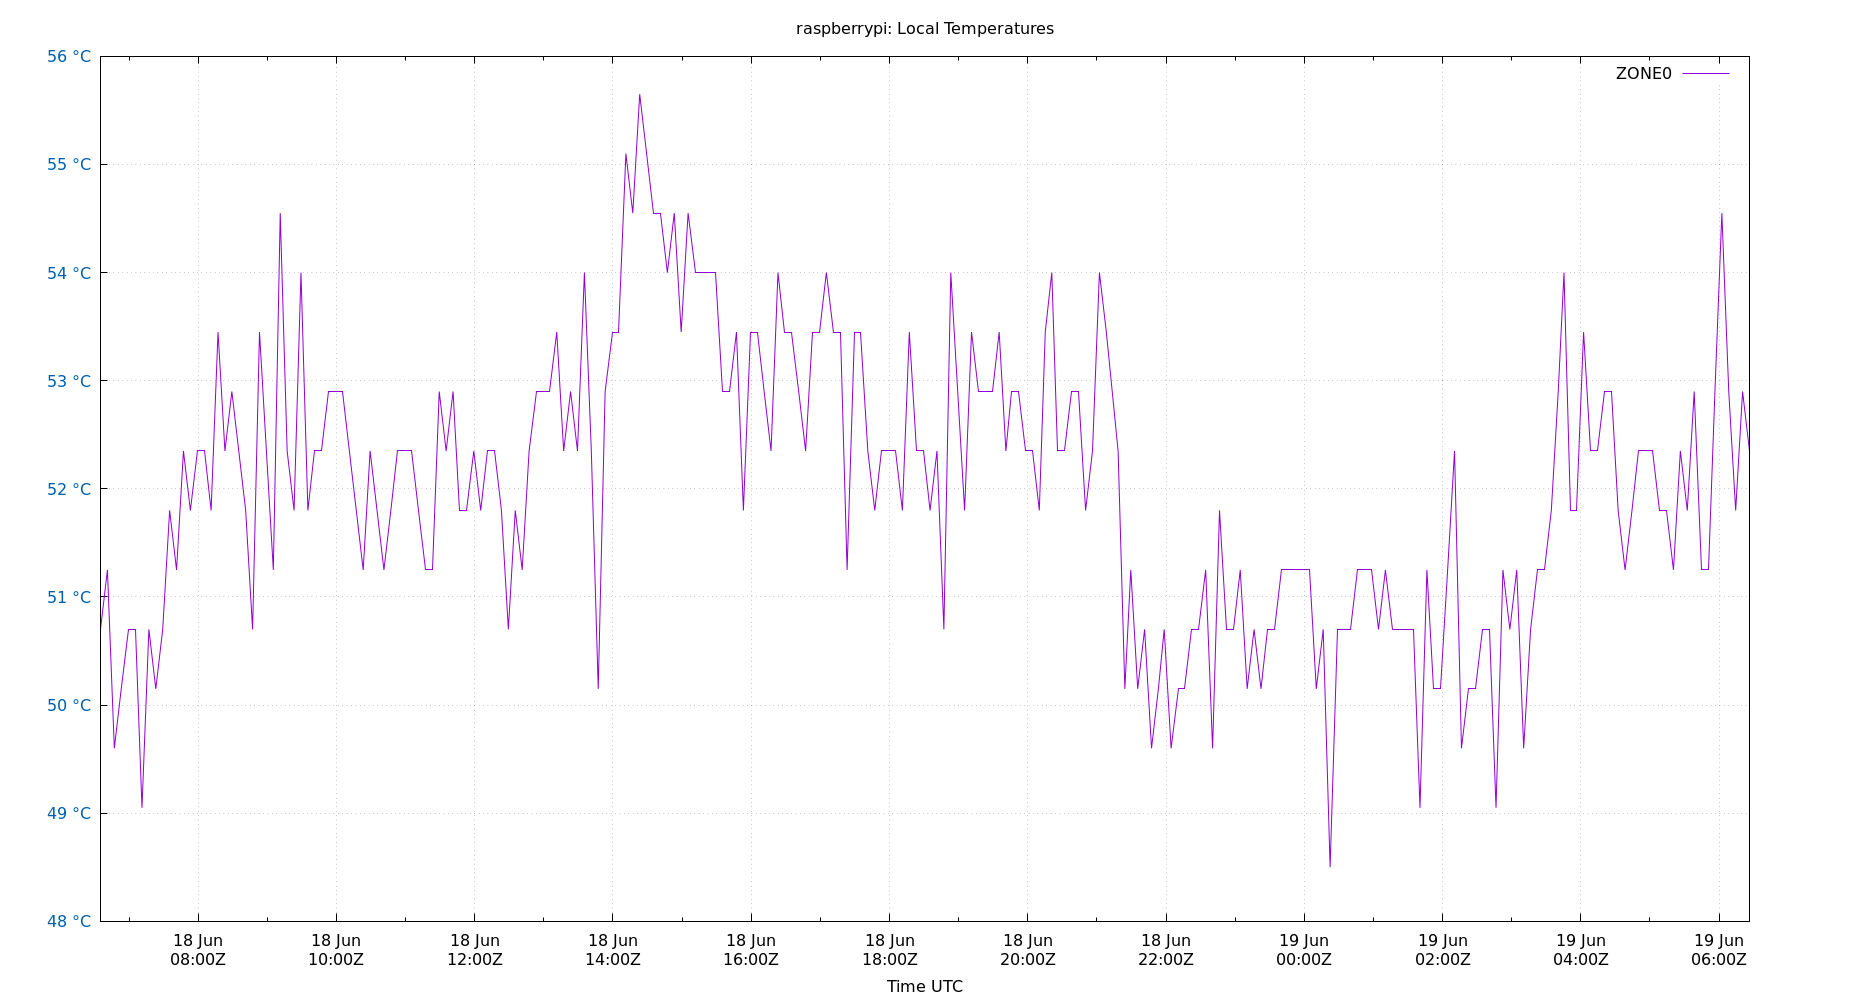 raspberrypi: Local Temperatures
56 °C
ZONE0
55 °C
54 °C
53 °C
52 °C
51 °C
50 °C
49 °C
48 °C
18 Jun 18 Jun 18 Jun 18 Jun 18 Jun 18 Jun 18 Jun 18 Jun 19 Jun 19 Jun 19 Jun 19 Jun
08:00Z 10:00Z 12:00Z 14:00Z 16:00Z 18:00Z 20:00Z 22:00Z 00:00Z 02:00Z 04:00Z 06:00Z
Time UTC